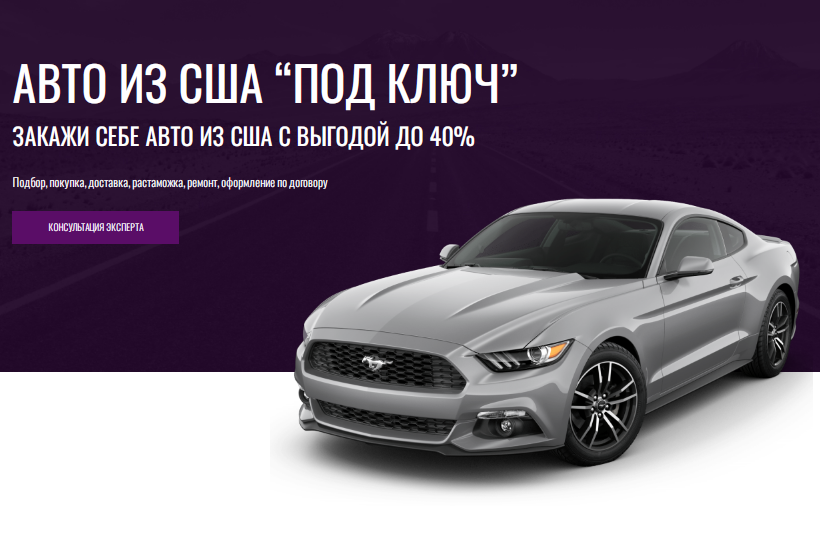 АВТО ИЗ США “ПОД КЛЮЧ”
ЗАКАЖИ СЕБЕ АВТО ИЗ США С ВЫГОДОЙ ДО 40%
Подбор, покупка, доставка, растаможка, ремонт, оформление по договору
КОНСУЛЬТАЦИЯ ЭКСПЕРТА